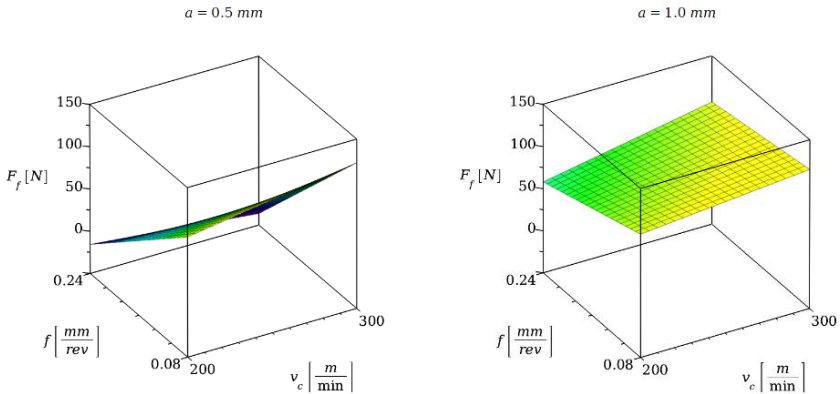 a = 0.5 mm
150
100
F_f [N]
50
0
0.24
f [mm/rev]
0.08
200
v_c [m/min]
300
a = 1.0 mm
150
100
F_f [N]
50
0
0.24
f [mm/rev]
0.08
200
v_c [m/min]
300